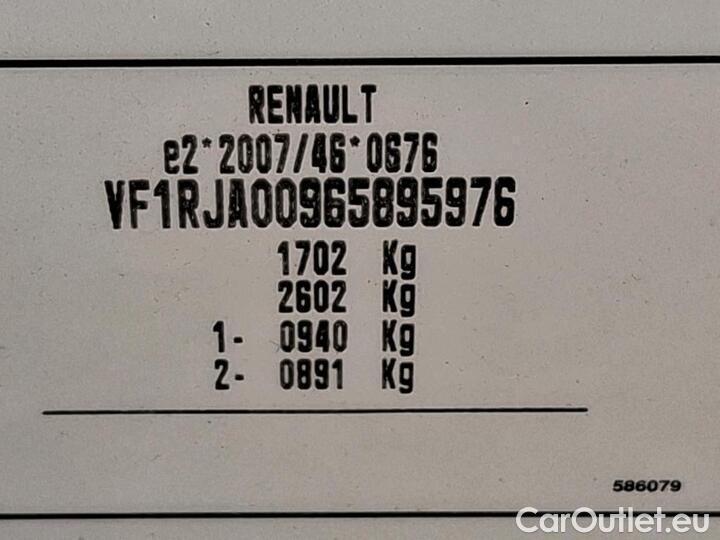 RENAULT
e2*2007/46*0676
VF1RJA00965895976
1702 Kg
2602 Kg
1- 0940 Kg
2- 0891 Kg
586079
CarOutlet.eu